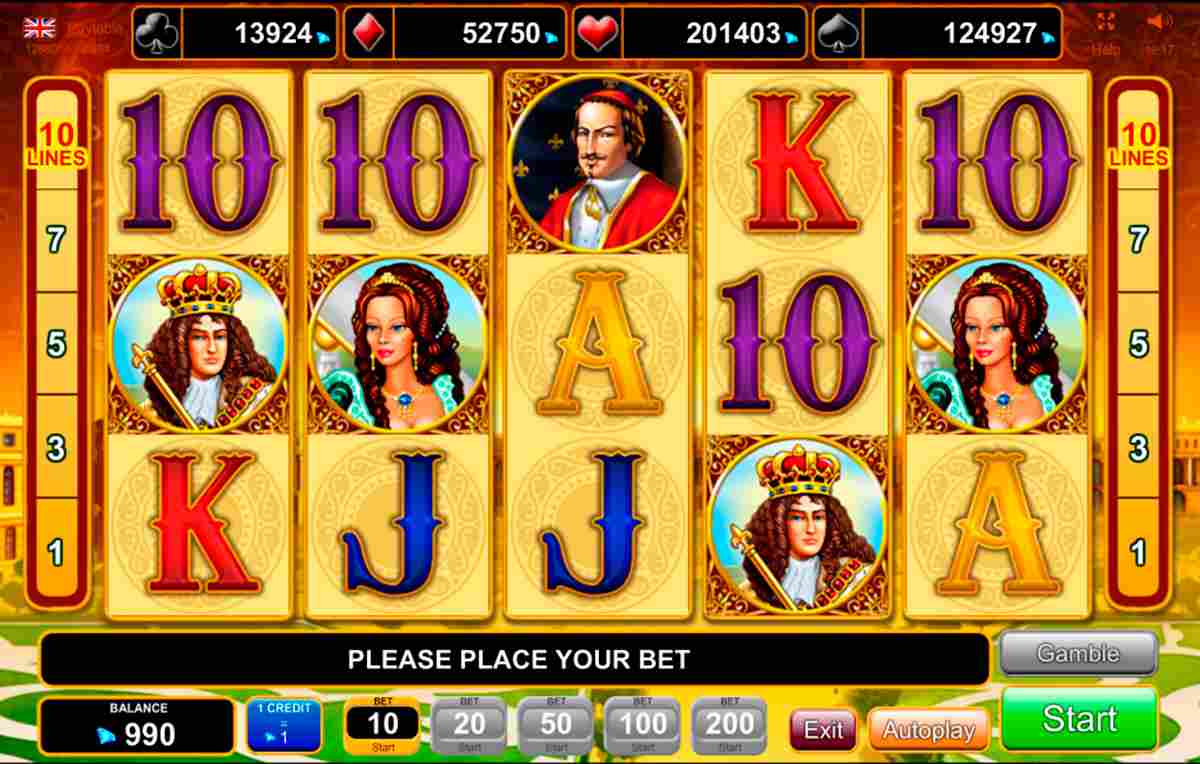 Paytable
13924
52750
201403
124927
Help
10
LINES
7
5
3
1
10
10
K
10
A
10
K
J
J
A
10
LINES
7
5
3
1
PLEASE PLACE YOUR BET
Gamble
BALANCE
990
1 CREDIT
=
1
BET
10
Start
BET
20
Start
BET
50
Start
BET
100
Start
BET
200
Start
Exit
Autoplay
Start